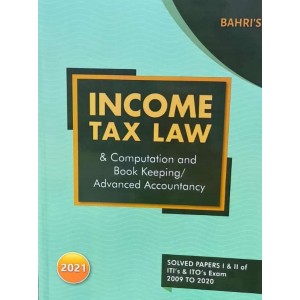 BAHRI'S
INCOME
TAX LAW
& Computation and
Book Keeping/
Advanced Accountancy
2021
SOLVED PAPERS I & II of
ITI's & ITO's Exam
2009 TO 2020